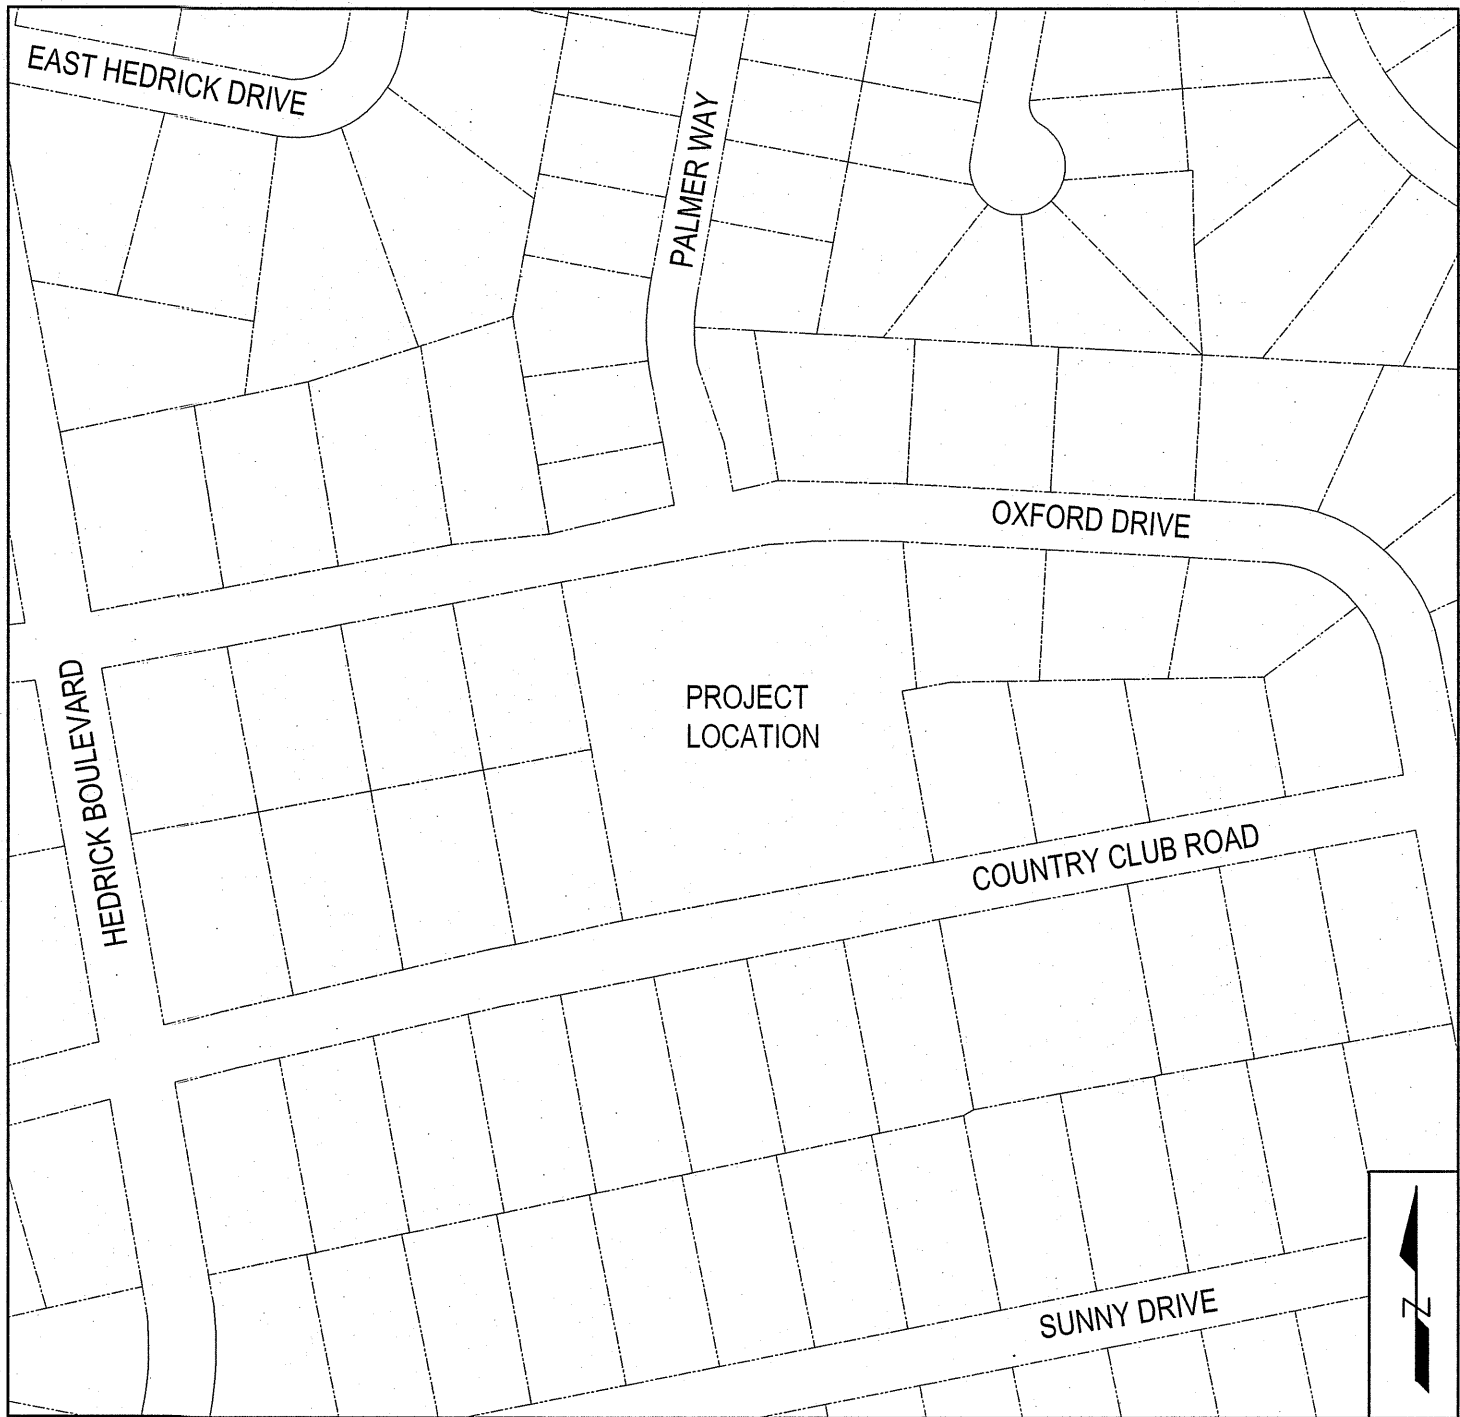 EAST HEDRICK DRIVE
PALMER WAY
OXFORD DRIVE
HEDRICK BOULEVARD
PROJECT
LOCATION
COUNTRY CLUB ROAD
SUNNY DRIVE
N